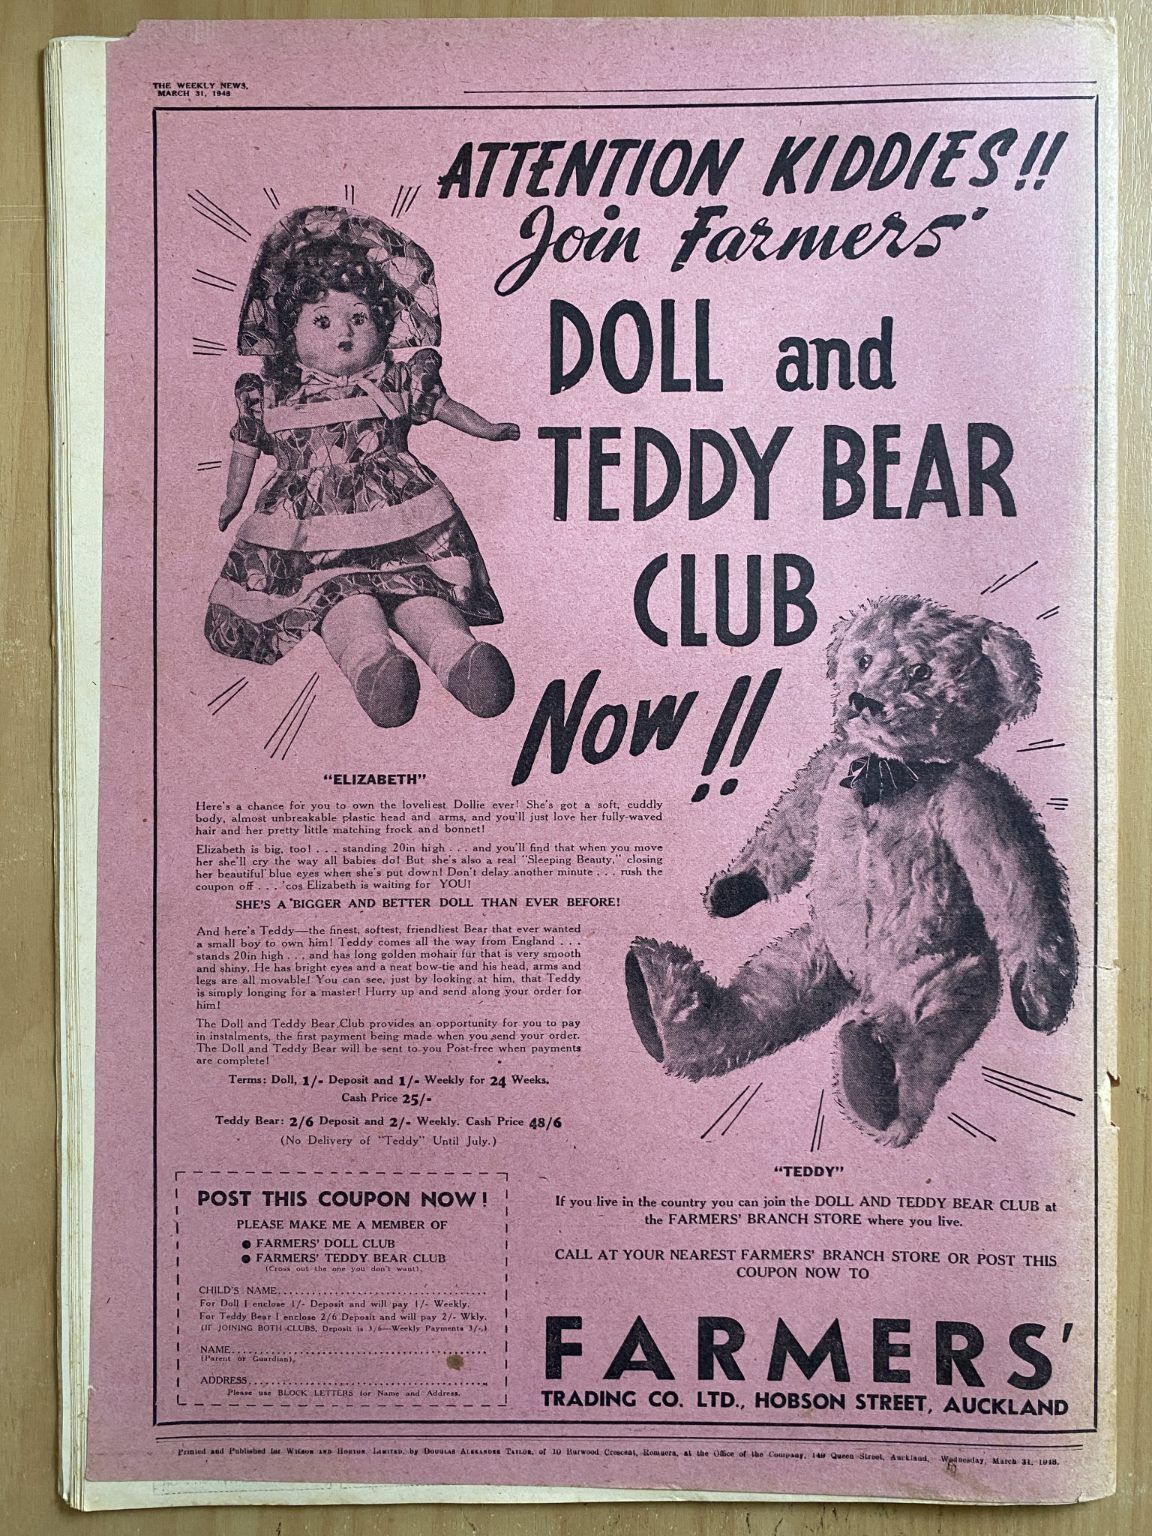 THE WEEKLY NEWS,
MARCH 31, 1948
ATTENTION KIDDIES!!
Join Farmers'
DOLL and
TEDDY BEAR
CLUB
Now!!
"ELIZABETH"
Here's a chance for you to own the loveliest Dollie ever! She's got a soft, cuddly
body, almost unbreakable plastic head and arms, and you'll just love her fully-waved
hair and her pretty little matching frock and bonnet!
Elizabeth is big, too! . . . standing 20in high . . . and you'll find that when you move
her she'll cry the way all babies do! But she's also a real "Sleeping Beauty," closing
her beautiful blue eyes when she's put down! Don't delay another minute . . . rush the
coupon off . . . 'cos Elizabeth is waiting for YOU!
SHE'S A BIGGER AND BETTER DOLL THAN EVER BEFORE!
And here's Teddy—the finest, softest, friendliest Bear that ever wanted
a small boy to own him! Teddy comes all the way from England . . .
stands 20in high . . . and has long golden mohair fur that is very smooth
and shiny. He has bright eyes and a neat bow-tie and his head, arms and
legs are all movable! You can see, just by looking at him, that Teddy
is simply longing for a master! Hurry up and send along your order for
him!
The Doll and Teddy Bear Club provides an opportunity for you to pay
in instalments, the first payment being made when you send your order.
The Doll and Teddy Bear will be sent to you Post-free when payments
are complete!
Terms: Doll, 1/- Deposit and 1/- Weekly for 24 Weeks.
Cash Price 25/-
Teddy Bear: 2/6 Deposit and 2/- Weekly. Cash Price 48/6
(No Delivery of "Teddy" Until July.)
"TEDDY"
POST THIS COUPON NOW!
PLEASE MAKE ME A MEMBER OF
● FARMERS' DOLL CLUB
● FARMERS' TEDDY BEAR CLUB
(Cross out the one you don't want).
CHILD'S NAME
For Doll I enclose 1/- Deposit and will pay 1/- Weekly.
For Teddy Bear I enclose 2/6 Deposit and will pay 2/- Wkly.
(IF JOINING BOTH CLUBS, Deposit is 3/6—Weekly Payments 3/-.)
NAME
(Parent or Guardian).
ADDRESS
Please use BLOCK LETTERS for Name and Address.
If you live in the country you can join the DOLL AND TEDDY BEAR CLUB at
the FARMERS' BRANCH STORE where you live.
CALL AT YOUR NEAREST FARMERS' BRANCH STORE OR POST THIS
COUPON NOW TO
FARMERS'
TRADING CO. LTD., HOBSON STREET, AUCKLAND
Printed and Published for WILSON AND HORTON LIMITED, by DOUGLAS ALEXANDER TAYLOR, of 10 Burwood Crescent, Remuera, at the Office of the Company, 149 Queen Street, Auckland, Wednesday, March 31, 1948.